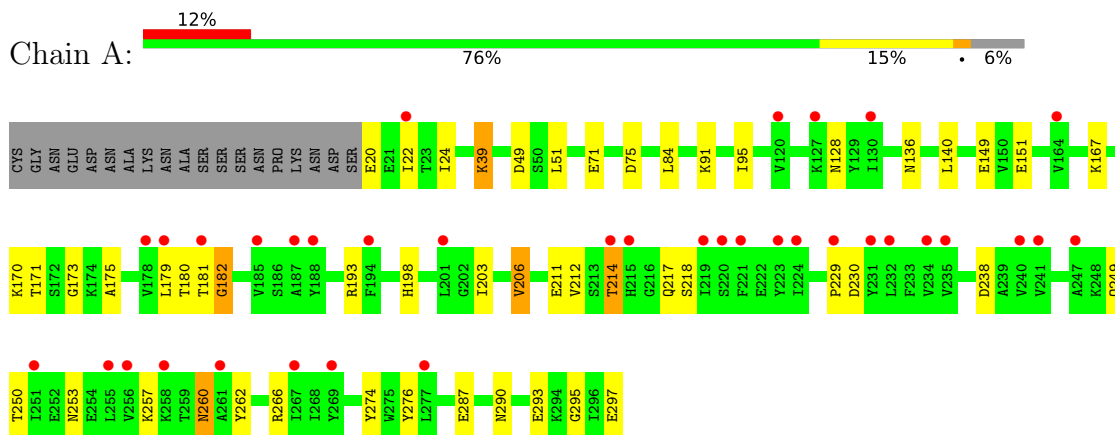 12%
Chain A:
76% 15% • 6%
CYS GLY ASN GLU ASP ASN ALA LYS ASN ALA SER SER SER ASN PRO LYS ASN ASP SER E20 E21 I22 T23 I24 K39 D49 S50 L51 E71 D75 L84 K91 I95 V120 K127 N128 Y129 I130 N136 L140 E149 V150 E151 V164 K167
K170 T171 S172 G173 K174 A175 V178 L179 T180 T181 G182 V185 S186 A187 Y188 R193 F194 H198 L201 G202 I203 V206 E211 V212 S213 T214 H215 G216 Q217 S218 I219 S220 F221 E222 Y223 I224 P229 D230 Y231 L232 F233 V234 V235 D238 A239 V240 V241 A247 K248
T250 I251 E252 N253 E254 L255 V256 K257 K258 T259 N260 A261 Y262 R266 I267 I268 Y269 Y274 W275 Y276 L277 E287 N290 E293 K294 G295 I296 E297